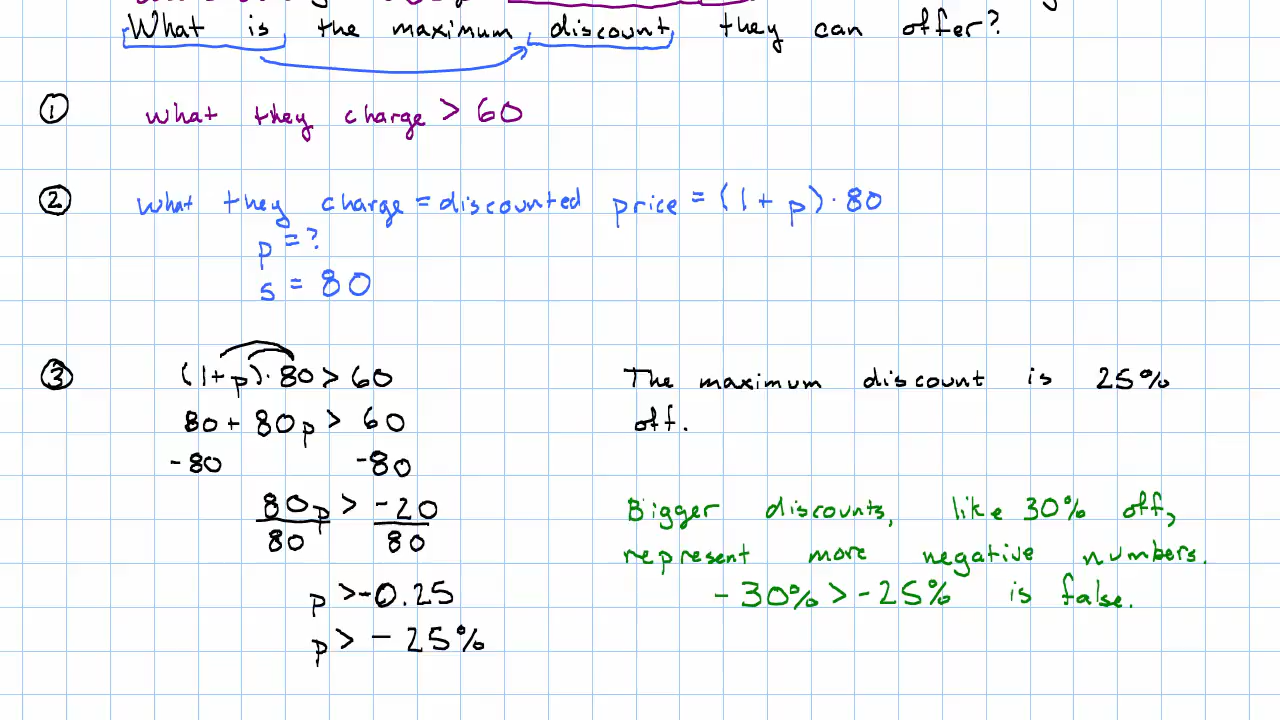 What is the maximum discount they can offer?
① what they charge > 60
② what they charge = discounted price = (1 + p) · 80
p = ?
s = 80
③ (1+p)·80 > 60
80 + 80p > 60
-80 -80
80p > -20
80 80
p > -0.25
p > -25%
The maximum discount is 25%
off.
Bigger discounts, like 30% off,
represent more negative numbers.
-30% > -25% is false.